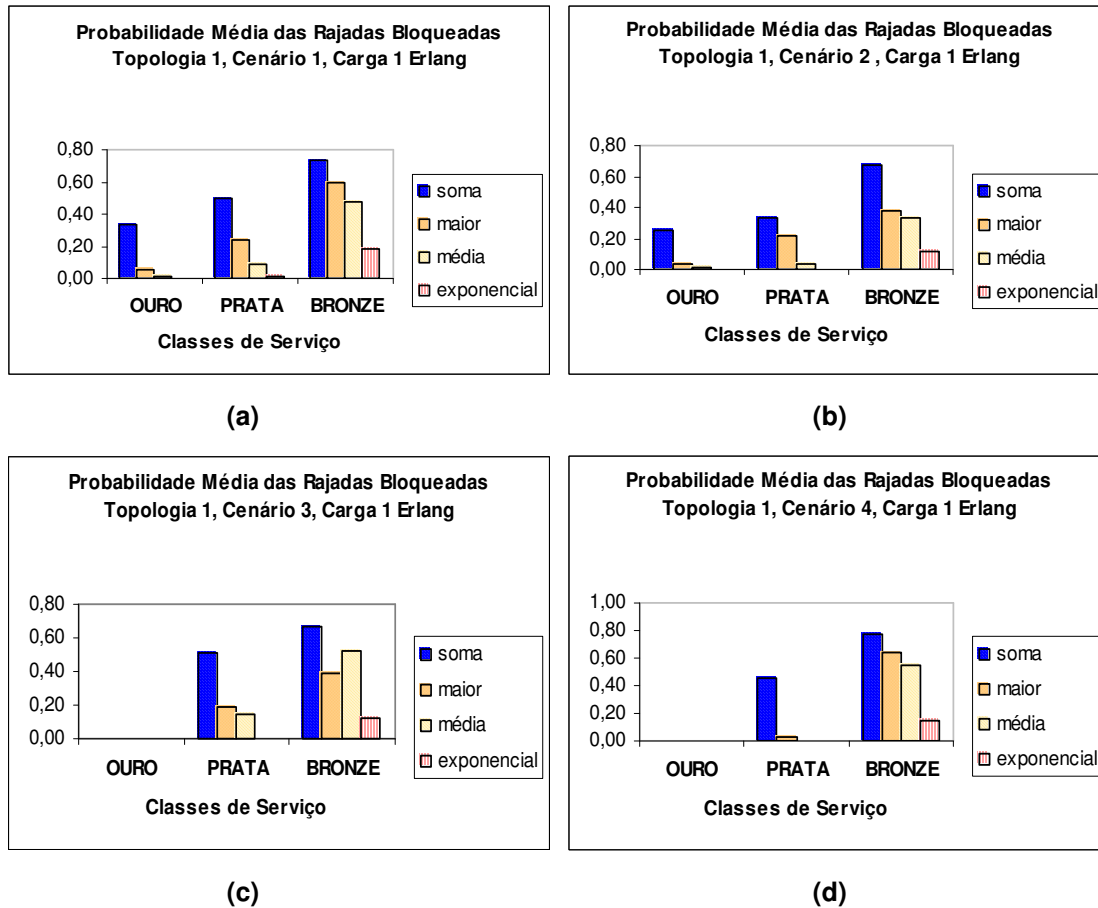 Probabilidade Média das Rajadas Bloqueadas
Topologia 1, Cenário 1, Carga 1 Erlang
0,80
0,60
0,40
0,20
0,00
OURO PRATA BRONZE
Classes de Serviço
soma
maior
média
exponencial
(a)
Probabilidade Média das Rajadas Bloqueadas
Topologia 1, Cenário 2 , Carga 1 Erlang
0,80
0,60
0,40
0,20
0,00
OURO PRATA BRONZE
Classes de Serviço
soma
maior
média
exponencial
(b)
Probabilidade Média das Rajadas Bloqueadas
Topologia 1, Cenário 3, Carga 1 Erlang
0,80
0,60
0,40
0,20
0,00
OURO PRATA BRONZE
Classes de Serviço
soma
maior
média
exponencial
(c)
Probabilidade Média das Rajadas Bloqueadas
Topologia 1, Cenário 4, Carga 1 Erlang
1,00
0,80
0,60
0,40
0,20
0,00
OURO PRATA BRONZE
Classes de Serviço
soma
maior
média
exponencial
(d)